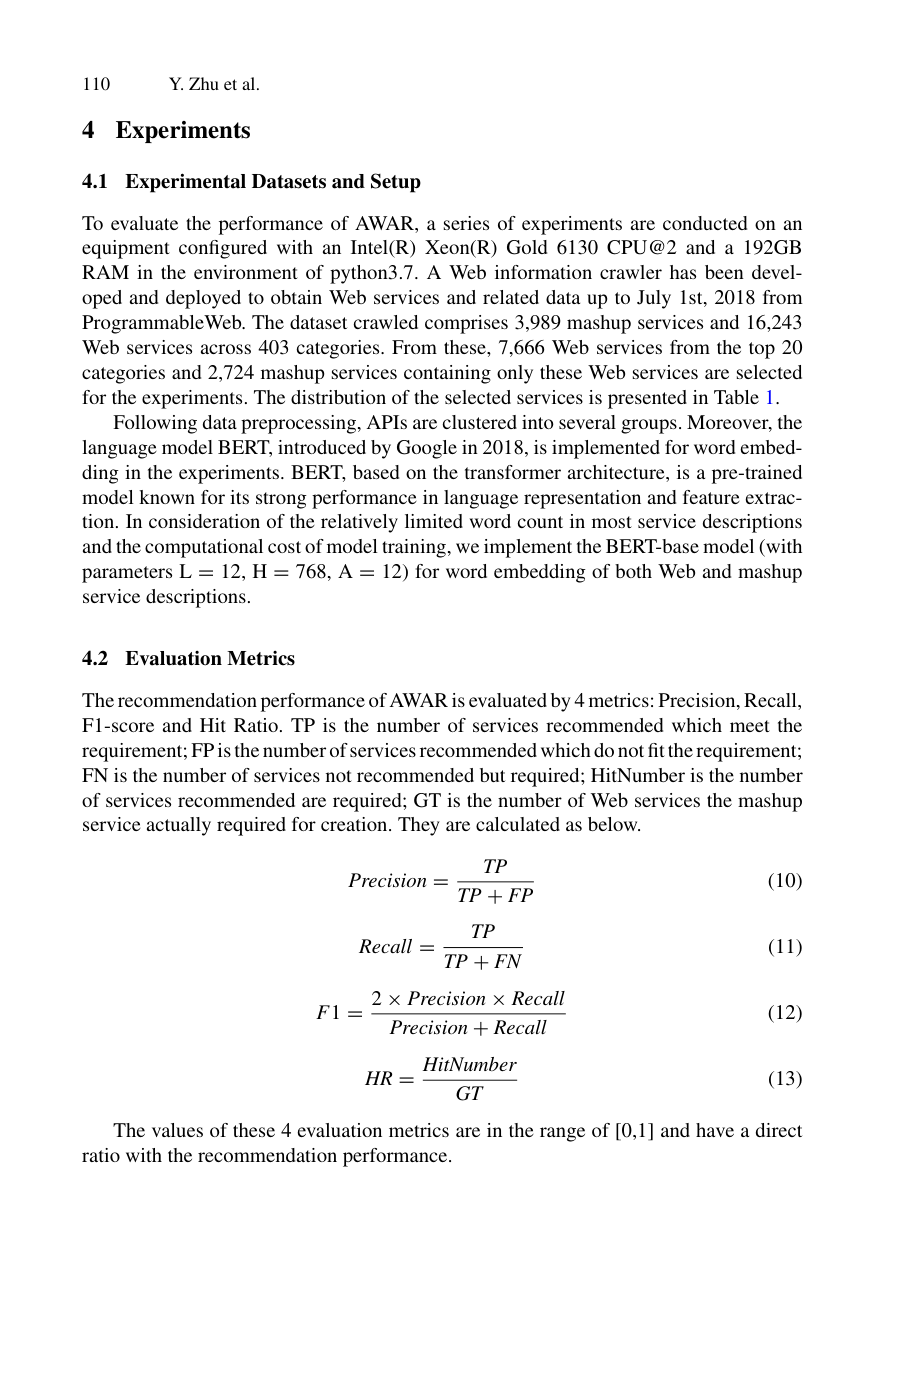 110 Y. Zhu et al.
4 Experiments
4.1 Experimental Datasets and Setup
To evaluate the performance of AWAR, a series of experiments are conducted on an
equipment configured with an Intel(R) Xeon(R) Gold 6130 CPU@2 and a 192GB
RAM in the environment of python3.7. A Web information crawler has been devel-
oped and deployed to obtain Web services and related data up to July 1st, 2018 from
ProgrammableWeb. The dataset crawled comprises 3,989 mashup services and 16,243
Web services across 403 categories. From these, 7,666 Web services from the top 20
categories and 2,724 mashup services containing only these Web services are selected
for the experiments. The distribution of the selected services is presented in Table 1.
Following data preprocessing, APIs are clustered into several groups. Moreover, the
language model BERT, introduced by Google in 2018, is implemented for word embed-
ding in the experiments. BERT, based on the transformer architecture, is a pre-trained
model known for its strong performance in language representation and feature extrac-
tion. In consideration of the relatively limited word count in most service descriptions
and the computational cost of model training, we implement the BERT-base model (with
parameters L = 12, H = 768, A = 12) for word embedding of both Web and mashup
service descriptions.
4.2 Evaluation Metrics
The recommendation performance of AWAR is evaluated by 4 metrics: Precision, Recall,
F1-score and Hit Ratio. TP is the number of services recommended which meet the
requirement; FP is the number of services recommended which do not fit the requirement;
FN is the number of services not recommended but required; HitNumber is the number
of services recommended are required; GT is the number of Web services the mashup
service actually required for creation. They are calculated as below.
Precision = TP / TP + FP (10)
Recall = TP / TP + FN (11)
F1 = 2 × Precision × Recall / Precision + Recall (12)
HR = HitNumber / GT (13)
The values of these 4 evaluation metrics are in the range of [0,1] and have a direct
ratio with the recommendation performance.